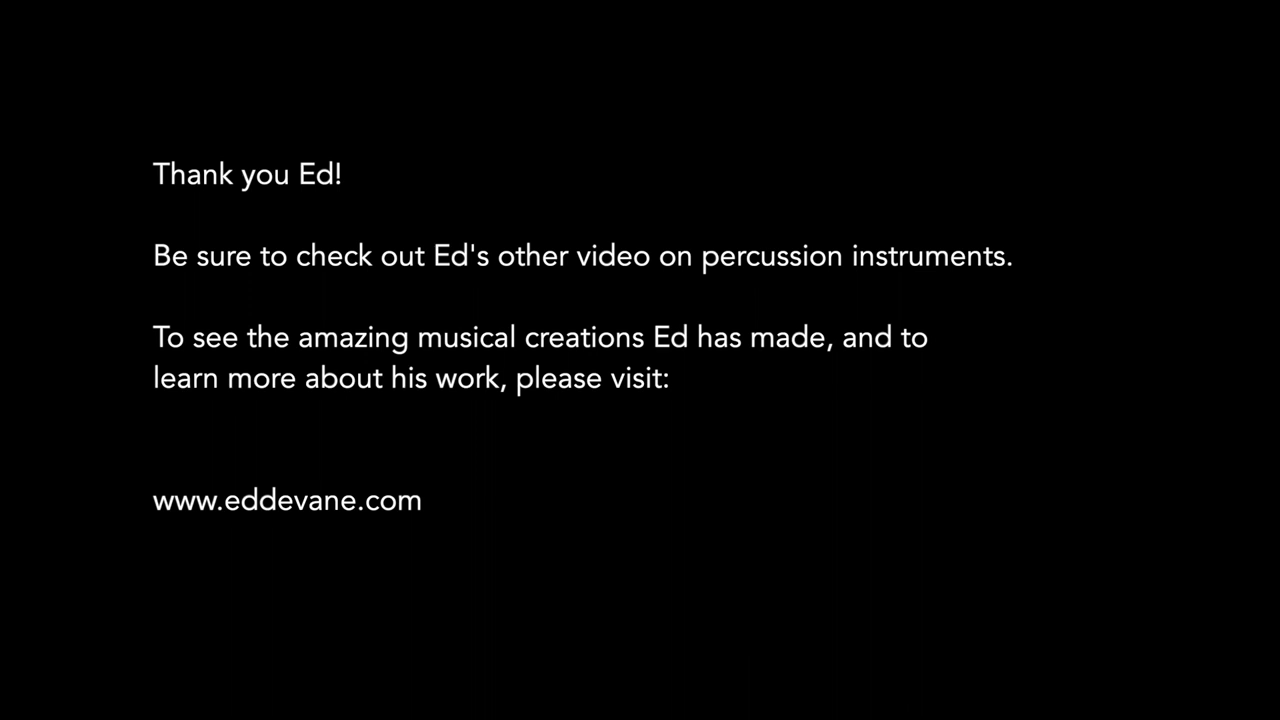 Thank you Ed!
Be sure to check out Ed's other video on percussion instruments.
To see the amazing musical creations Ed has made, and to
learn more about his work, please visit:
www.eddevane.com